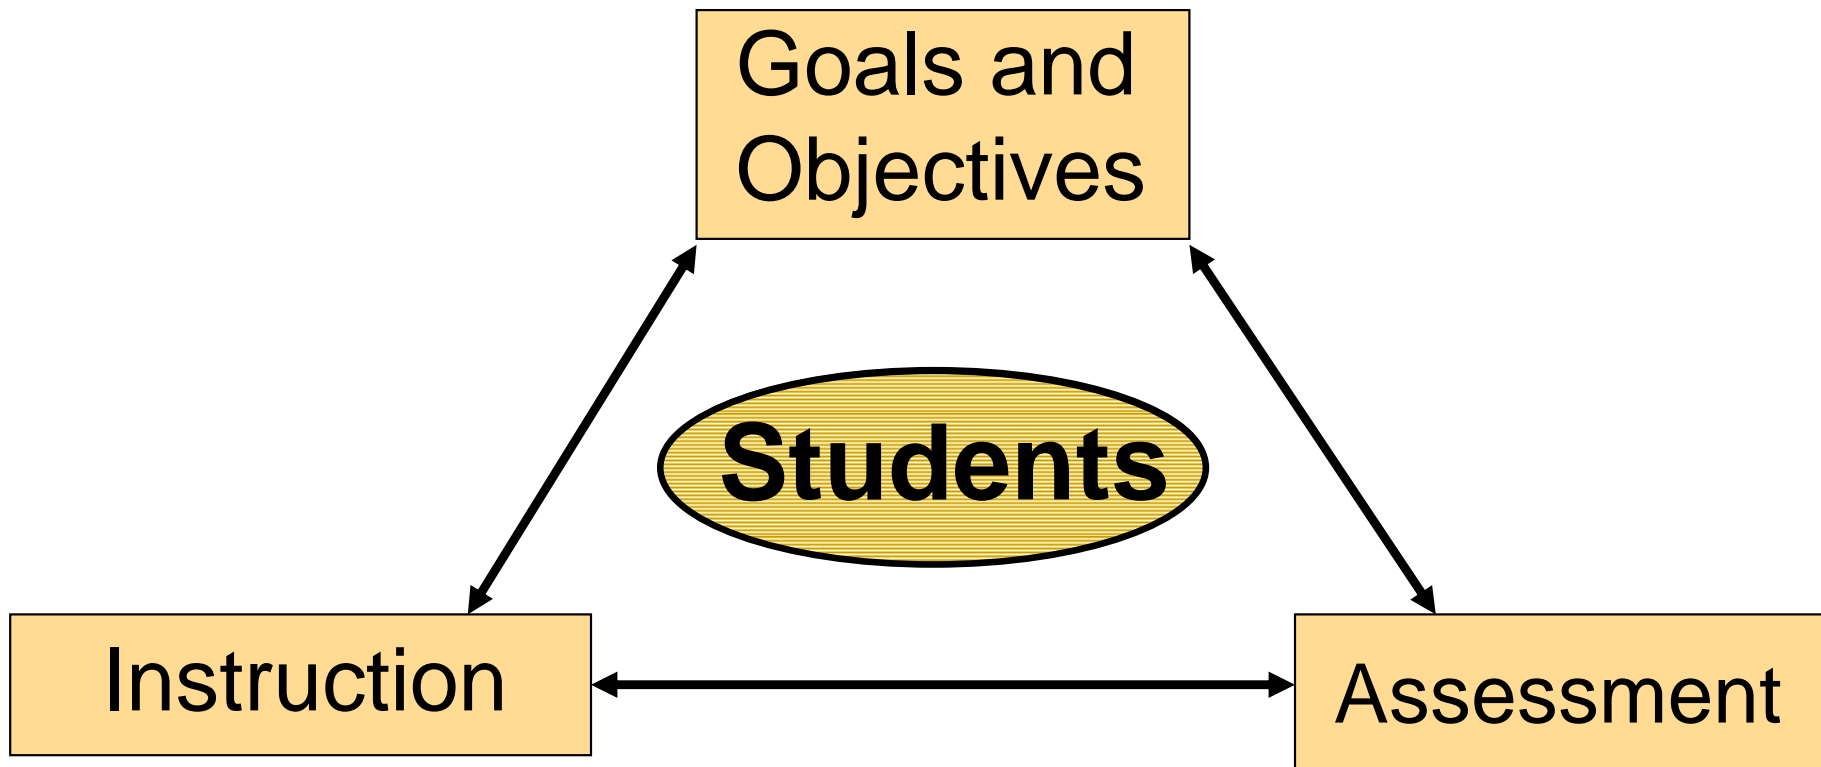 Goals and
Objectives
Students
Instruction
Assessment